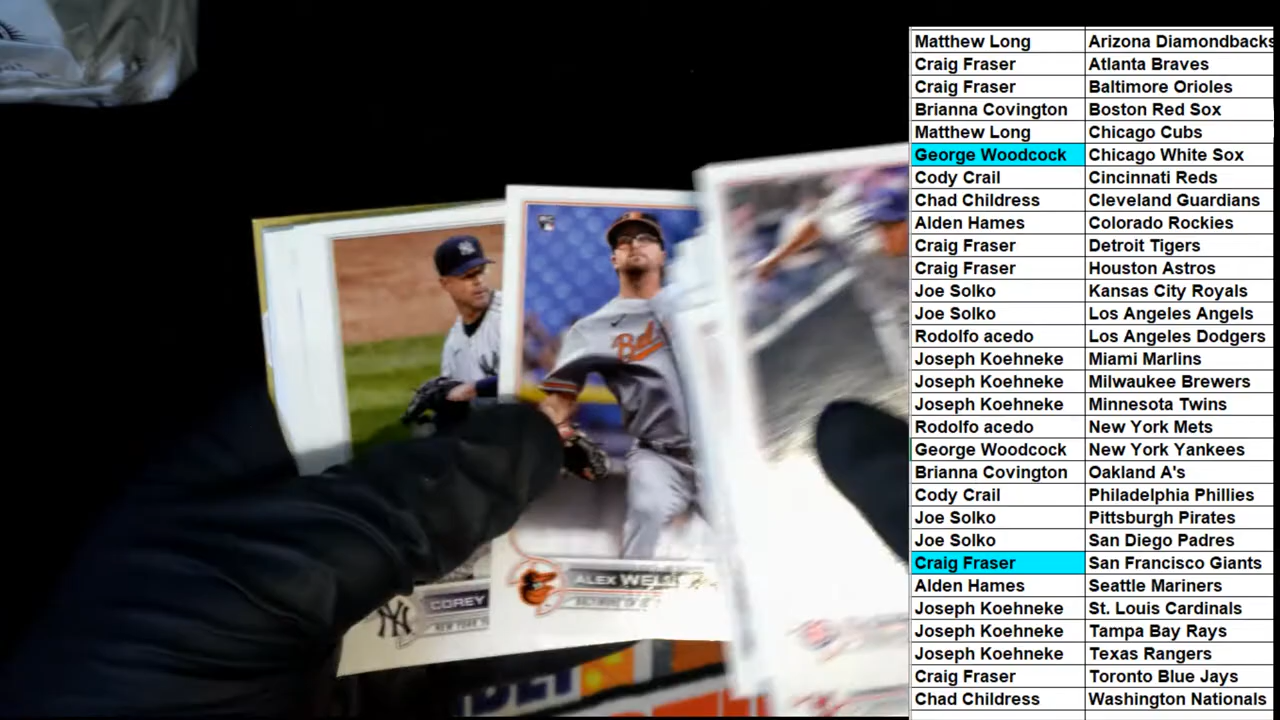 Matthew Long Arizona Diamondbacks
Craig Fraser Atlanta Braves
Craig Fraser Baltimore Orioles
Brianna Covington Boston Red Sox
Matthew Long Chicago Cubs
George Woodcock Chicago White Sox
Cody Crail Cincinnati Reds
Chad Childress Cleveland Guardians
Alden Hames Colorado Rockies
Craig Fraser Detroit Tigers
Craig Fraser Houston Astros
Joe Solko Kansas City Royals
Joe Solko Los Angeles Angels
Rodolfo acedo Los Angeles Dodgers
Joseph Koehneke Miami Marlins
Joseph Koehneke Milwaukee Brewers
Joseph Koehneke Minnesota Twins
Rodolfo acedo New York Mets
George Woodcock New York Yankees
Brianna Covington Oakland A's
Cody Crail Philadelphia Phillies
Joe Solko Pittsburgh Pirates
Joe Solko San Diego Padres
Craig Fraser San Francisco Giants
Alden Hames Seattle Mariners
Joseph Koehneke St. Louis Cardinals
Joseph Koehneke Tampa Bay Rays
Joseph Koehneke Texas Rangers
Craig Fraser Toronto Blue Jays
Chad Childress Washington Nationals
RC
ALEX
COREY
NEW YORK